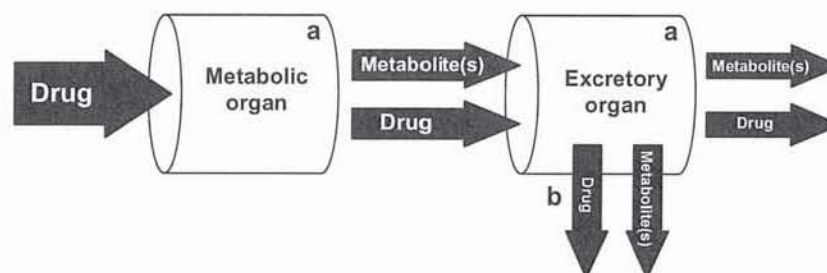 a
Metabolic
organ
Drug
Metabolite(s)
Drug
a
Excretory
organ
Metabolite(s)
Drug
b
Drug
Metabolite(s)